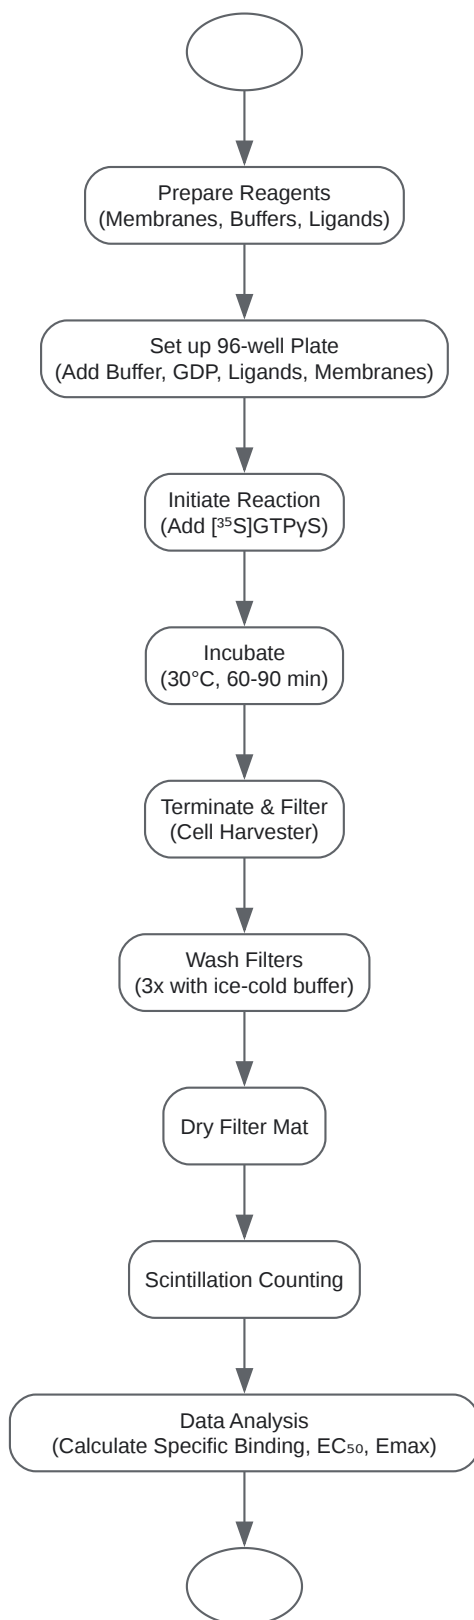 Prepare Reagents
(Membranes, Buffers, Ligands)
Set up 96-well Plate
(Add Buffer, GDP, Ligands, Membranes)
Initiate Reaction
(Add [³⁵S]GTPγS)
Incubate
(30°C, 60-90 min)
Terminate & Filter
(Cell Harvester)
Wash Filters
(3x with ice-cold buffer)
Dry Filter Mat
Scintillation Counting
Data Analysis
(Calculate Specific Binding, EC₅₀, Emax)